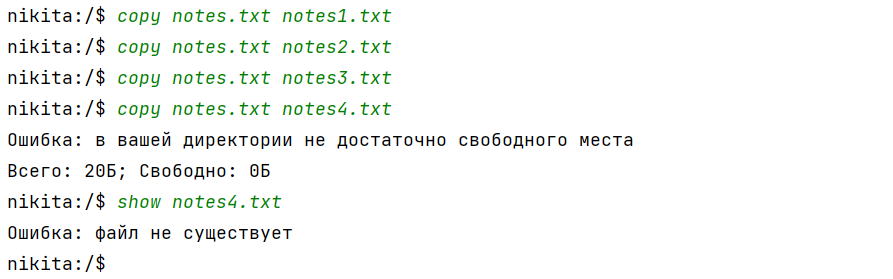 nikita:/$ copy notes.txt notes1.txt
nikita:/$ copy notes.txt notes2.txt
nikita:/$ copy notes.txt notes3.txt
nikita:/$ copy notes.txt notes4.txt
Ошибка: в вашей директории не достаточно свободного места
Всего: 20Б; Свободно: 0Б
nikita:/$ show notes4.txt
Ошибка: файл не существует
nikita:/$